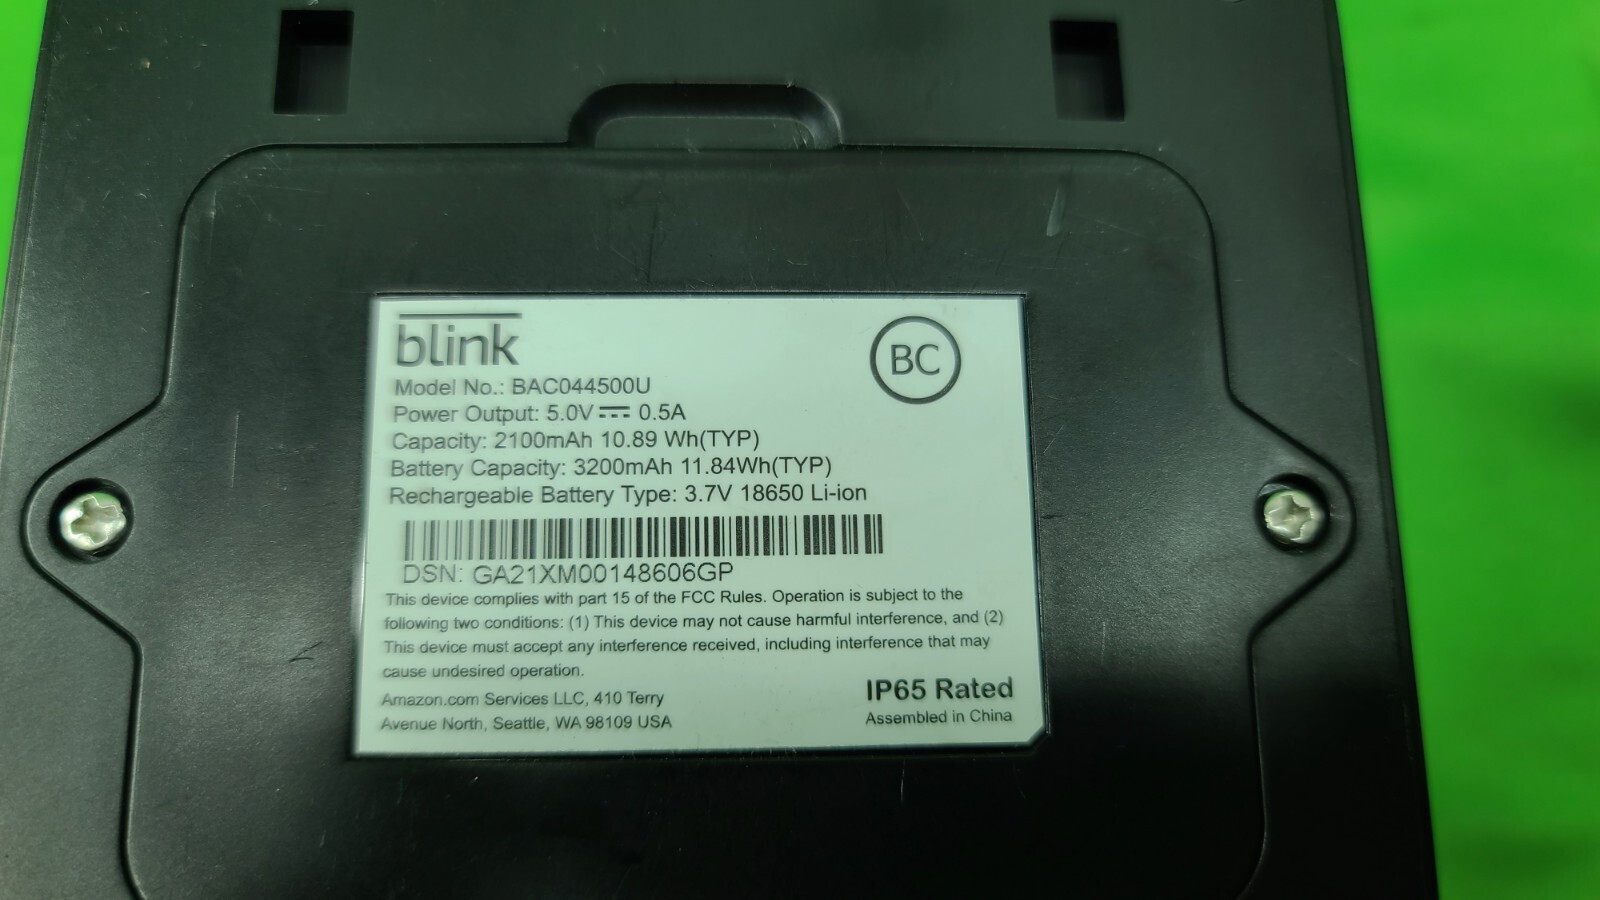 blink
BC
Model No.: BAC044500U
Power Output: 5.0V ⎓ 0.5A
Capacity: 2100mAh 10.89 Wh(TYP)
Battery Capacity: 3200mAh 11.84Wh(TYP)
Rechargeable Battery Type: 3.7V 18650 Li-ion
DSN: GA21XM00148606GP
This device complies with part 15 of the FCC Rules. Operation is subject to the
following two conditions: (1) This device may not cause harmful interference, and (2)
This device must accept any interference received, including interference that may
cause undesired operation.
Amazon.com Services LLC, 410 Terry
Avenue North, Seattle, WA 98109 USA
IP65 Rated
Assembled in China